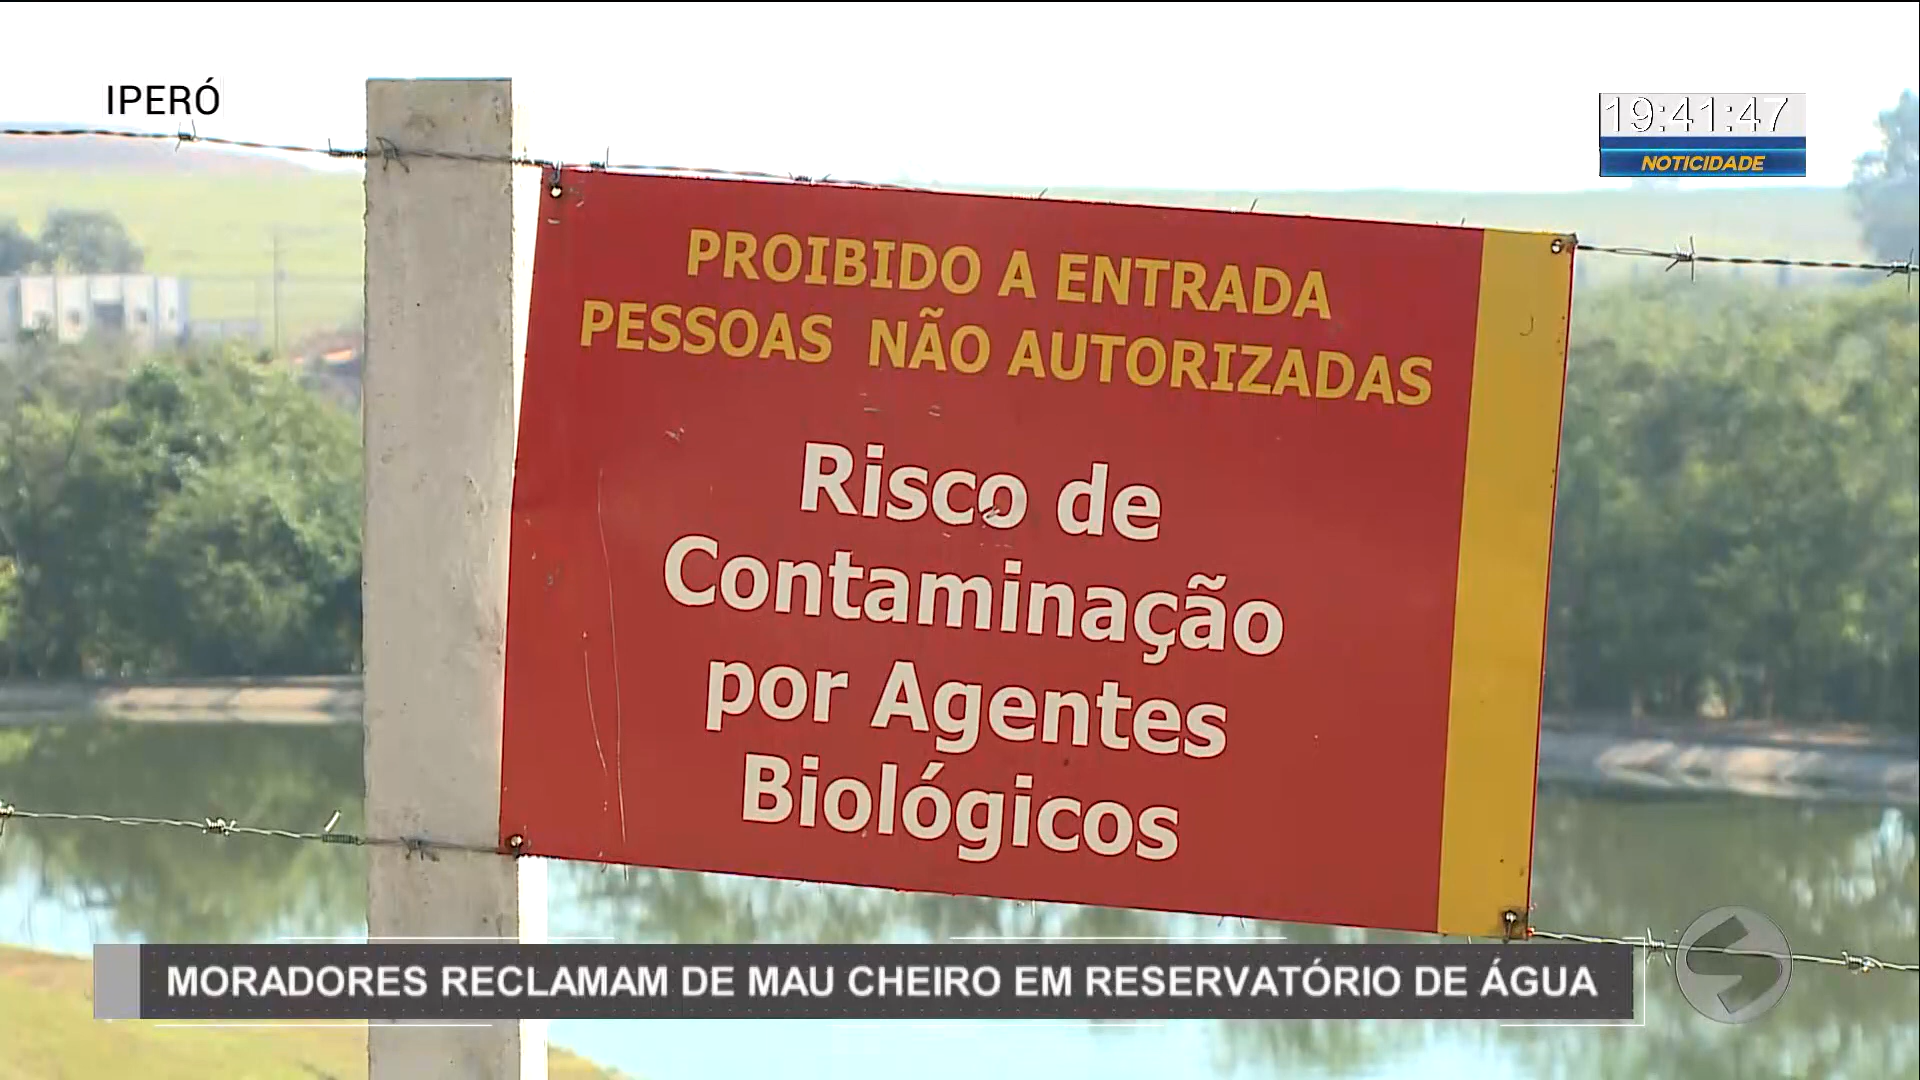 IPERÓ
19:41:47
NOTICIDADE
PROIBIDO A ENTRADA
PESSOAS NÃO AUTORIZADAS
Risco de
Contaminação
por Agentes
Biológicos
MORADORES RECLAMAM DE MAU CHEIRO EM RESERVATÓRIO DE ÁGUA